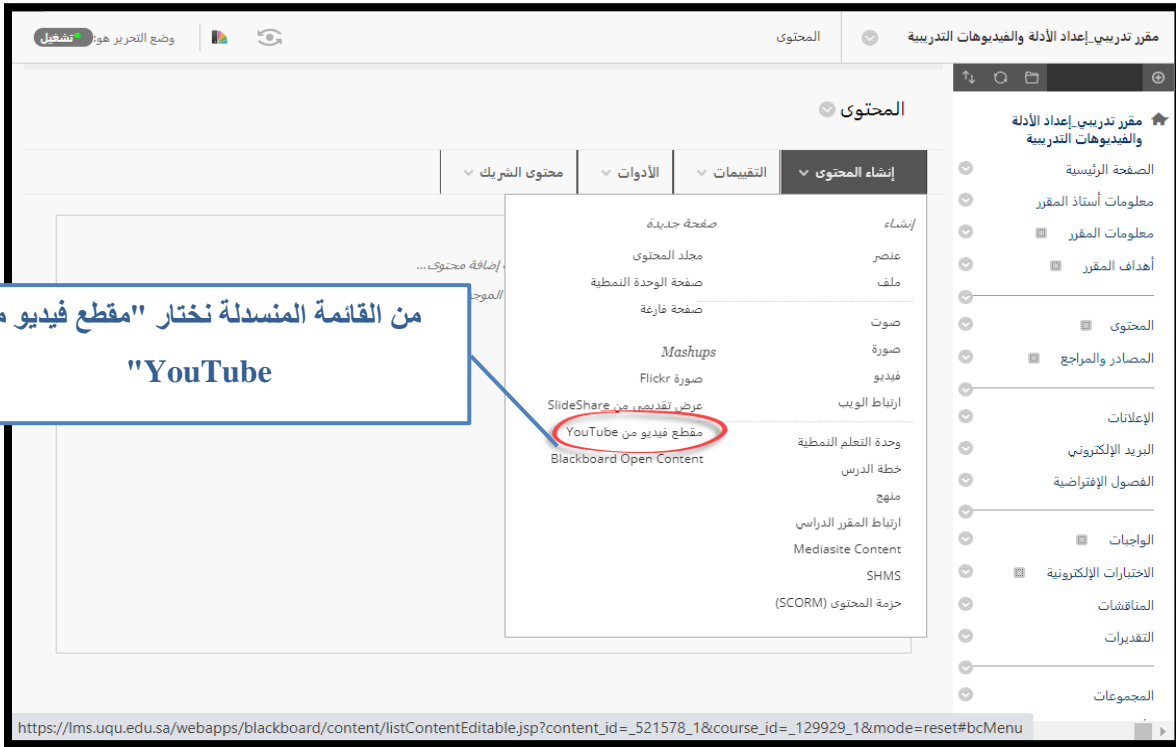 مقرر تدريبي_إعداد الأدلة والفيديوهات التدريبية
المحتوى
وضع التحرير هو: تشغيل
مقرر تدريبي_إعداد الأدلة
والفيديوهات التدريبية
الصفحة الرئيسية
معلومات أستاذ المقرر
معلومات المقرر
أهداف المقرر
المحتوى
المصادر والمراجع
الإعلانات
البريد الإلكتروني
الفصول الإفتراضية
الواجبات
الاختبارات الإلكترونية
المناقشات
التقديرات
المجموعات
المحتوى
إنشاء المحتوى
التقييمات
الأدوات
محتوى الشريك
إنشاء
عنصر
ملف
صوت
صورة
فيديو
ارتباط الويب
وحدة التعلم النمطية
خطة الدرس
منهج
ارتباط المقرر الدراسي
Mediasite Content
SHMS
حزمة المحتوى (SCORM)
صفحة جديدة
مجلد المحتوى
صفحة الوحدة النمطية
صفحة فارغة
Mashups
صورة Flickr
عرض تقديمي من SlideShare
مقطع فيديو من YouTube
Blackboard Open Content
إضافة محتوى...
من القائمة المنسدلة نختار "مقطع فيديو
YouTube"
https://lms.uqu.edu.sa/webapps/blackboard/content/listContentEditable.jsp?content_id=_521578_1&course_id=_129929_1&mode=reset#bcMenu